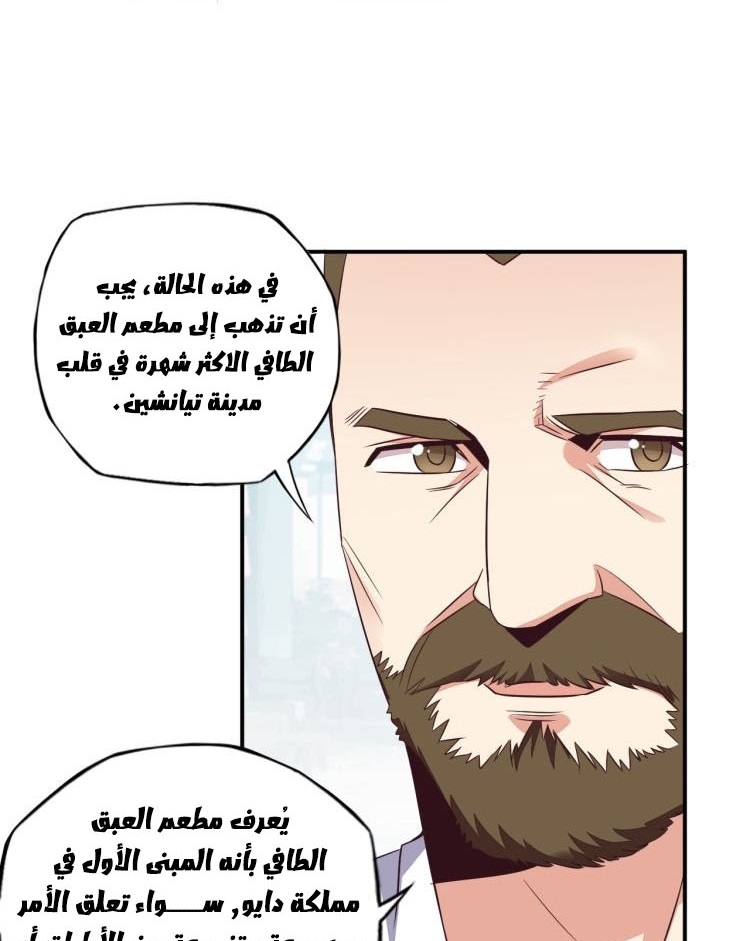 في هذه الحالة، يجب
أن تذهب إلى مطعم العبق
الطافي الاكثر شهرة في قلب
مدينة تيانشين.
يُعرف مطعم العبق
الطافي بأنه المبنى الأول في
مملكة دايو, ســـواء تعلق الأمر